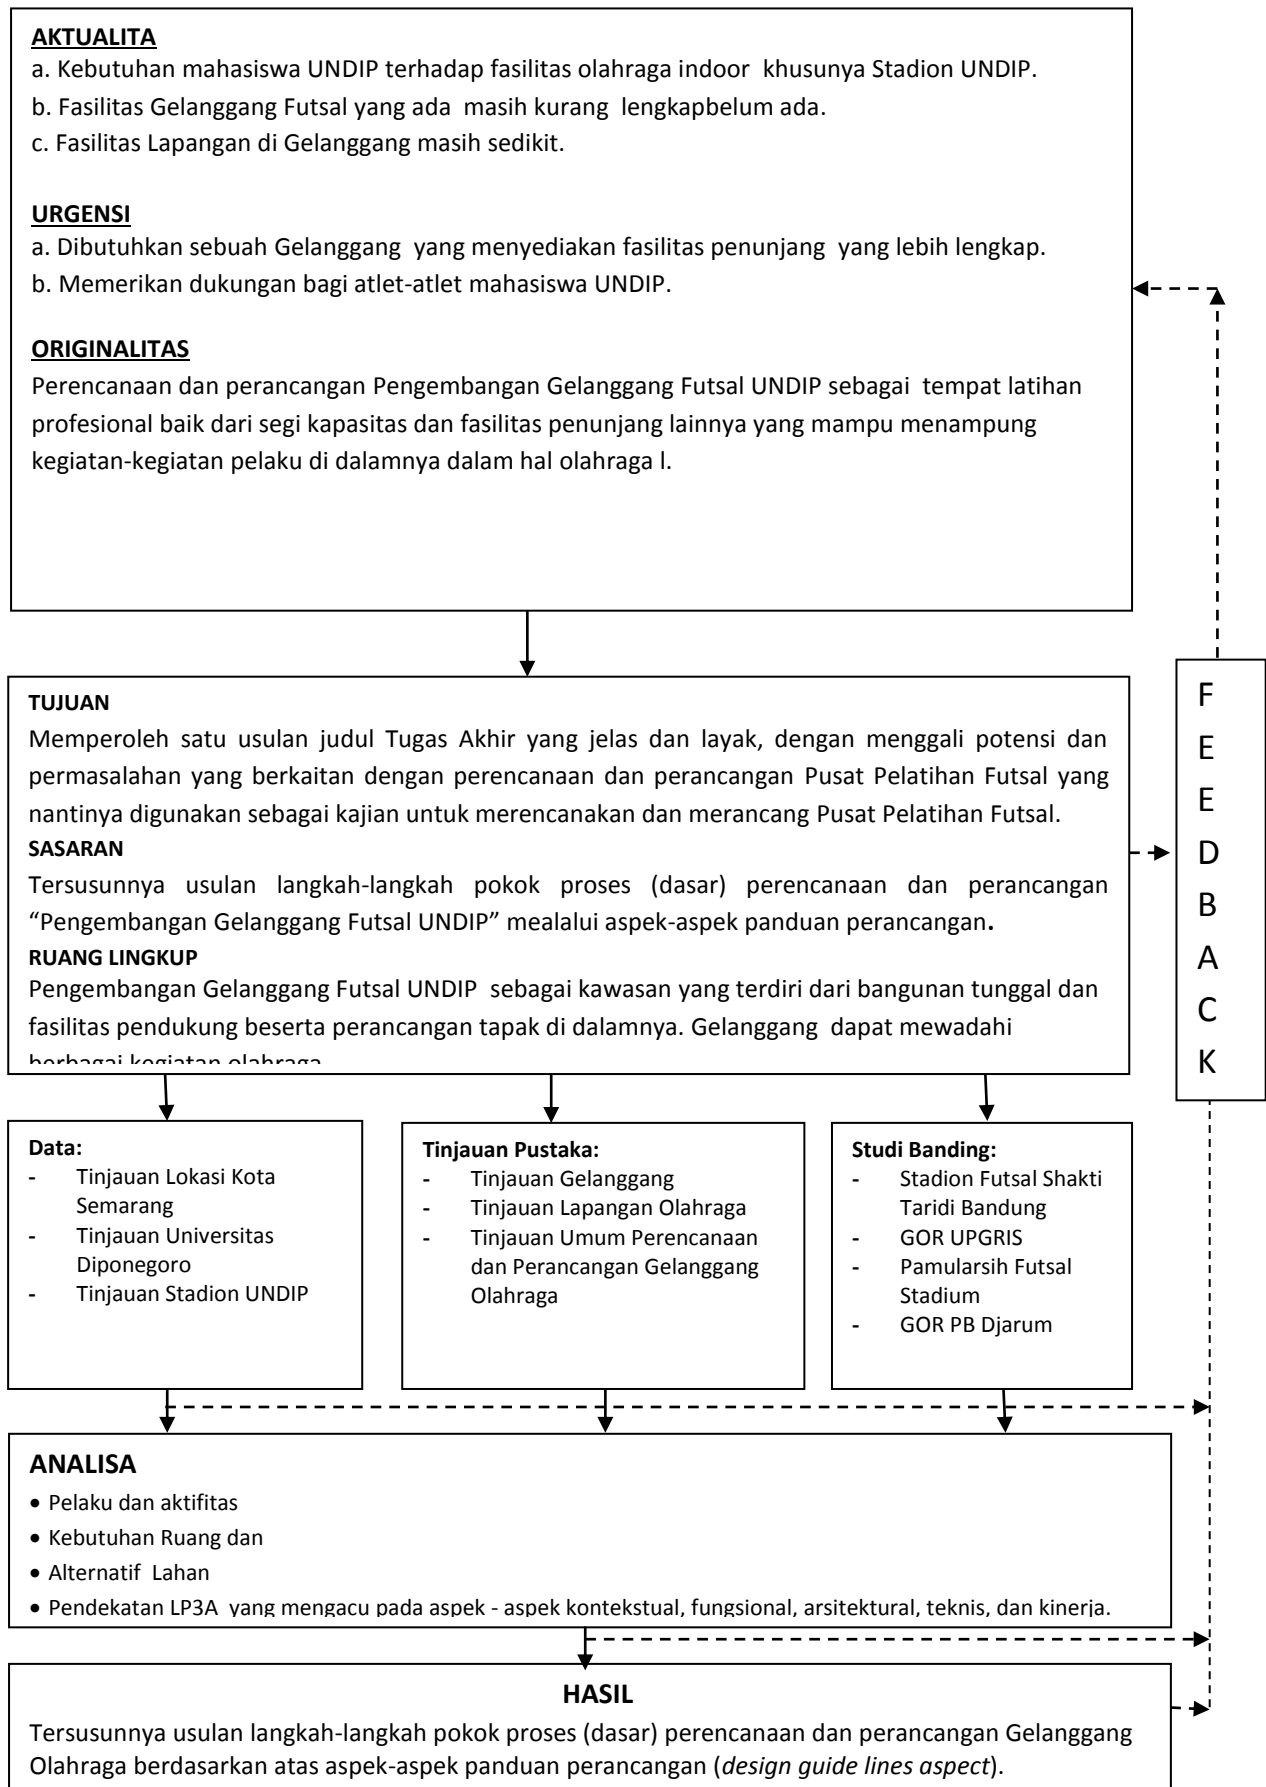 AKTUALITA
a. Kebutuhan mahasiswa UNDIP terhadap fasilitas olahraga indoor khusunya Stadion UNDIP.
b. Fasilitas Gelanggang Futsal yang ada masih kurang lengkapbelum ada.
c. Fasilitas Lapangan di Gelanggang masih sedikit.
URGENSI
a. Dibutuhkan sebuah Gelanggang yang menyediakan fasilitas penunjang yang lebih lengkap.
b. Memerikan dukungan bagi atlet-atlet mahasiswa UNDIP.
ORIGINALITAS
Perencanaan dan perancangan Pengembangan Gelanggang Futsal UNDIP sebagai tempat latihan
profesional baik dari segi kapasitas dan fasilitas penunjang lainnya yang mampu menampung
kegiatan-kegiatan pelaku di dalamnya dalam hal olahraga l.
TUJUAN
Memperoleh satu usulan judul Tugas Akhir yang jelas dan layak, dengan menggali potensi dan
permasalahan yang berkaitan dengan perencanaan dan perancangan Pusat Pelatihan Futsal yang
nantinya digunakan sebagai kajian untuk merencanakan dan merancang Pusat Pelatihan Futsal.
SASARAN
Tersusunnya usulan langkah-langkah pokok proses (dasar) perencanaan dan perancangan
“Pengembangan Gelanggang Futsal UNDIP” mealalui aspek-aspek panduan perancangan.
RUANG LINGKUP
Pengembangan Gelanggang Futsal UNDIP sebagai kawasan yang terdiri dari bangunan tunggal dan
fasilitas pendukung beserta perancangan tapak di dalamnya. Gelanggang dapat mewadahi
berbagai kegiatan olahraga
F
E
E
D
B
A
C
K
Data:
- Tinjauan Lokasi Kota
Semarang
- Tinjauan Universitas
Diponegoro
- Tinjauan Stadion UNDIP
Tinjauan Pustaka:
- Tinjauan Gelanggang
- Tinjauan Lapangan Olahraga
- Tinjauan Umum Perencanaan
dan Perancangan Gelanggang
Olahraga
Studi Banding:
- Stadion Futsal Shakti
Taridi Bandung
- GOR UPGRIS
- Pamularsih Futsal
Stadium
- GOR PB Djarum
ANALISA
• Pelaku dan aktifitas
• Kebutuhan Ruang dan
• Alternatif Lahan
• Pendekatan LP3A yang mengacu pada aspek - aspek kontekstual, fungsional, arsitektural, teknis, dan kinerja.
HASIL
Tersusunnya usulan langkah-langkah pokok proses (dasar) perencanaan dan perancangan Gelanggang
Olahraga berdasarkan atas aspek-aspek panduan perancangan (design guide lines aspect).